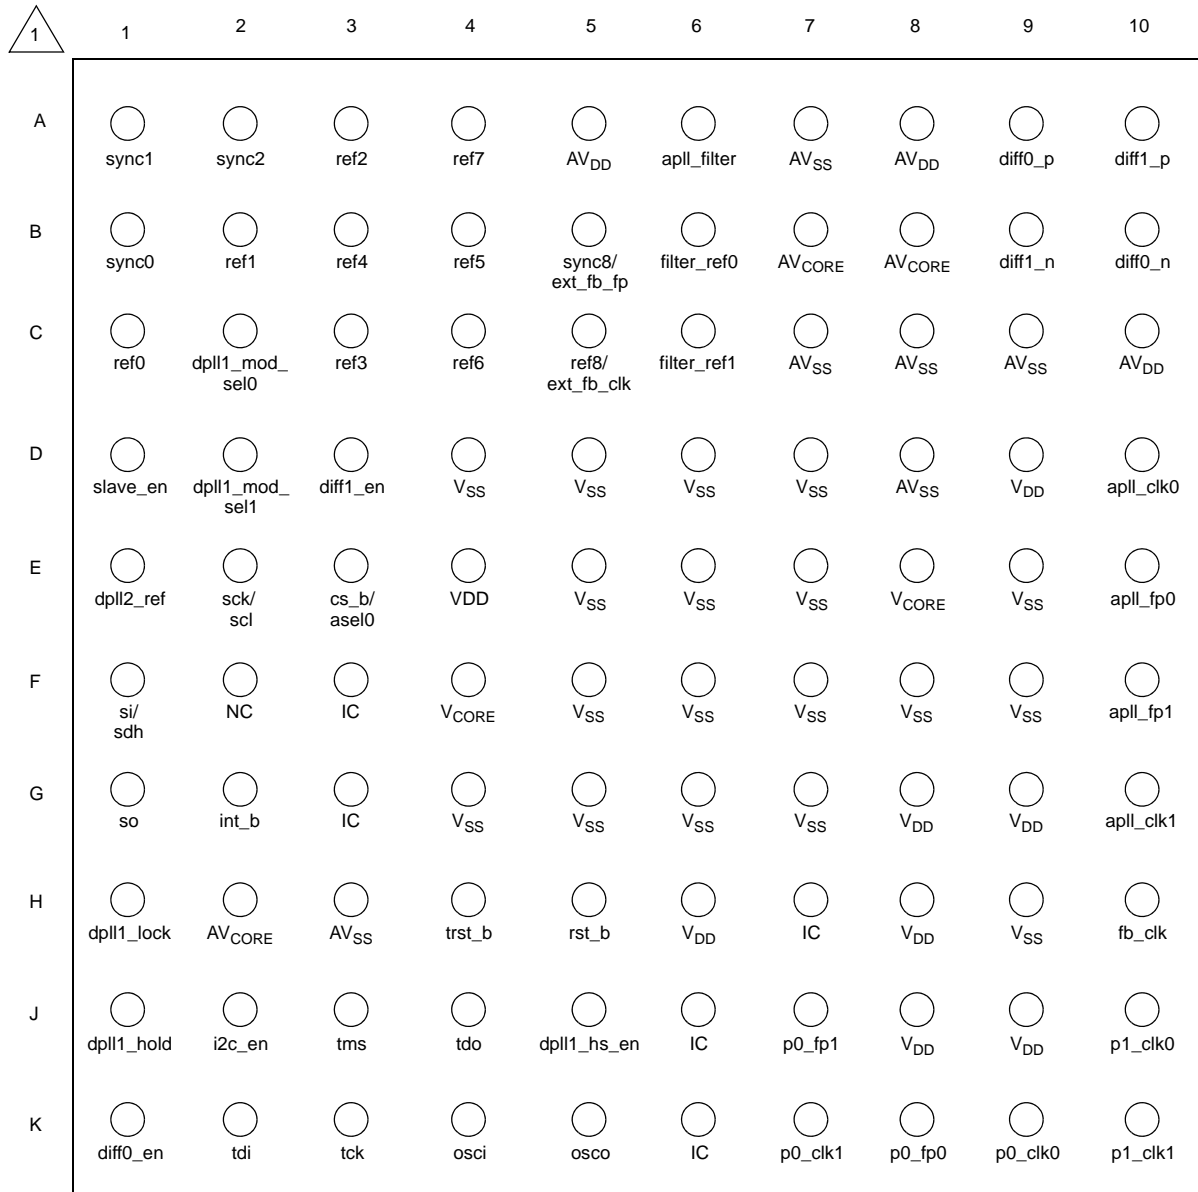 1 1 2 3 4 5 6 7 8 9 10
A
sync1 sync2 ref2 ref7 AVDD apll_filter AVSS AVDD diff0_p diff1_p
B
sync0 ref1 ref4 ref5 sync8/ filter_ref0 AVCORE AVCORE diff1_n diff0_n
ext_fb_fp
C
ref0 dpll1_mod_ ref3 ref6 ref8/ filter_ref1 AVSS AVSS AVSS AVDD
sel0 ext_fb_clk
D
slave_en dpll1_mod_ diff1_en VSS VSS VSS VSS AVSS VDD apll_clk0
sel1
E
dpll2_ref sck/ cs_b/ VDD VSS VSS VSS VCORE VSS apll_fp0
scl asel0
F
si/ NC IC VCORE VSS VSS VSS VSS VSS apll_fp1
sdh
G
so int_b IC VSS VSS VSS VSS VDD VDD apll_clk1
H
dpll1_lock AVCORE AVSS trst_b rst_b VDD IC VDD VSS fb_clk
J
dpll1_hold i2c_en tms tdo dpll1_hs_en IC p0_fp1 VDD VDD p1_clk0
K
diff0_en tdi tck osci osco IC p0_clk1 p0_fp0 p0_clk0 p1_clk1